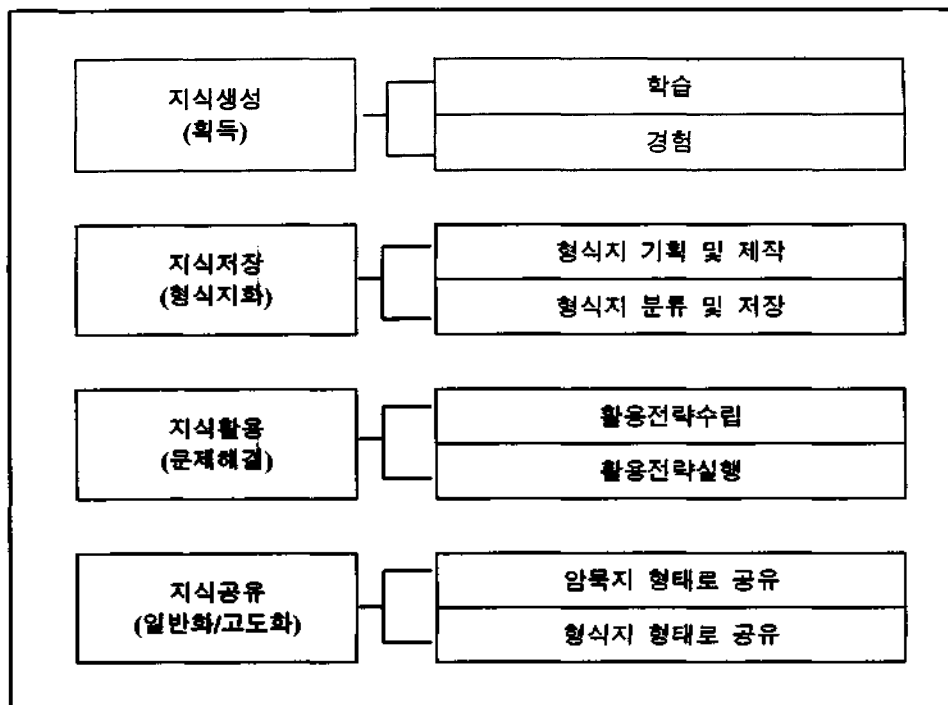 지식생성
(획득)
학습
경험
지식저장
(형식지화)
형식지 기획 및 제작
형식지 분류 및 저장
지식활용
(문제해결)
활용전략수립
활용전략실행
지식공유
(일반화/고도화)
암묵지 형태로 공유
형식지 형태로 공유